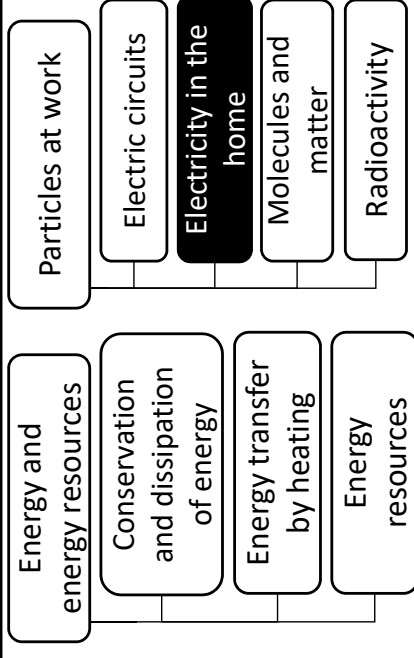 Energy and
energy resources
Conservation
and dissipation
of energy
Energy transfer
by heating
Energy
resources
Particles at work
Electric circuits
Electricity in the
home
Molecules and
matter
Radioactivity